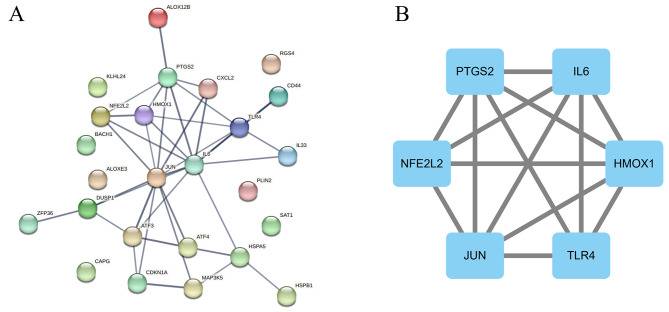 A
B
ALOX12B
RGS4
PTGS2
KLHL24
CXCL2
CD44
NFE2L2
HMOX1
TLR4
BACH1
IL6
IL33
JUN
ALOXE3
PLIN2
DUSP1
ZFP36
SAT1
ATF3
ATF4
HSPA5
CAPG
CDKN1A
MAP3K5
HSPB1
PTGS2
IL6
NFE2L2
HMOX1
JUN
TLR4